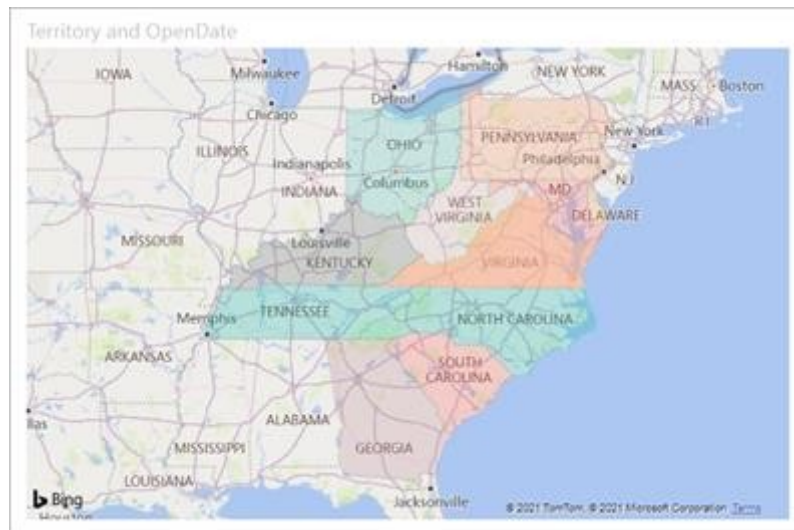 Territory and OpenDate
IOWA
Milwaukee
Hamilton
NEW YORK
MASS
Boston
Detroit
Chicago
R I
OHIO
PENNSYLVANIA
New York
ILLINOIS
Indianapolis
Philadelphia
INDIANA
Columbus
MD
N J
WEST
VIRGINIA
DELAWARE
MISSOURI
Louisville
KENTUCKY
VIRGINIA
Memphis
TENNESSEE
NORTH CAROLINA
ARKANSAS
SOUTH
CAROLINA
llas
ALABAMA
MISSISSIPPI
GEORGIA
LOUISIANA
Bing
Jacksonville
© 2021 TomTom, © 2021 Microsoft Corporation Terms
Houston